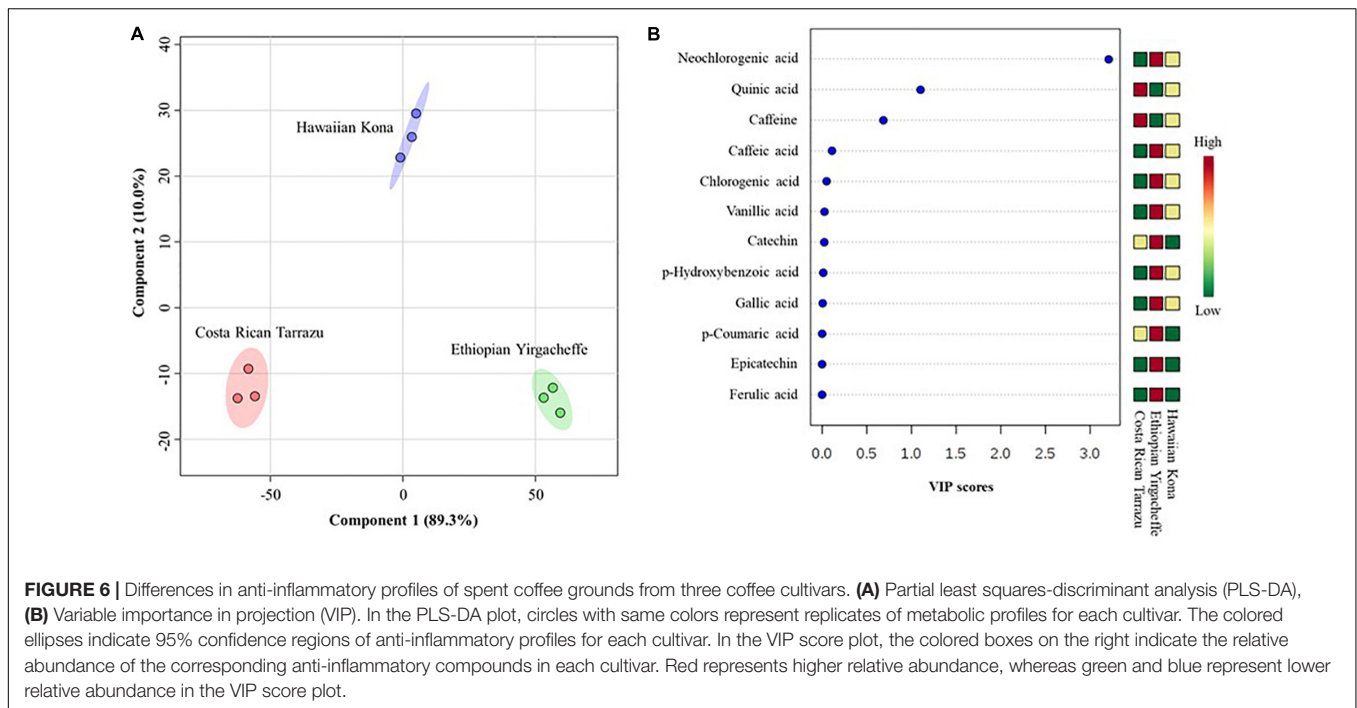 A
40
30
20
10
0
-10
-20
Component 2 (10.0%)
Hawaiian Kona
Costa Rican Tarrazu
Ethiopian Yirgacheffe
-50
0
50
Component 1 (89.3%)
B
Neochlorogenic acid
Quinic acid
Caffeine
Caffeic acid
Chlorogenic acid
Vanillic acid
Catechin
p-Hydroxybenzoic acid
Gallic acid
p-Coumaric acid
Epicatechin
Ferulic acid
0.0
0.5
1.0
1.5
2.0
2.5
3.0
VIP scores
High
Low
Costa Rican Tarrazu
Ethiopian Yirgacheffe
Hawaiian Kona
FIGURE 6 | Differences in anti-inflammatory profiles of spent coffee grounds from three coffee cultivars. (A) Partial least squares-discriminant analysis (PLS-DA),
(B) Variable importance in projection (VIP). In the PLS-DA plot, circles with same colors represent replicates of metabolic profiles for each cultivar. The colored
ellipses indicate 95% confidence regions of anti-inflammatory profiles for each cultivar. In the VIP score plot, the colored boxes on the right indicate the relative
abundance of the corresponding anti-inflammatory compounds in each cultivar. Red represents higher relative abundance, whereas green and blue represent lower
relative abundance in the VIP score plot.